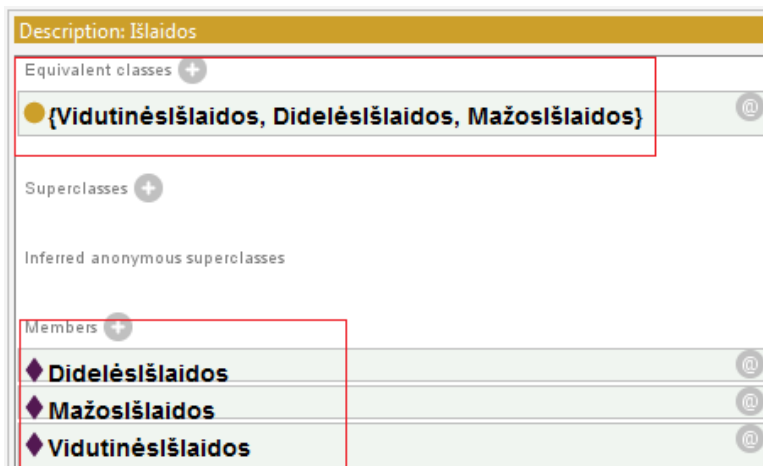 Description: Išlaidos
Equivalent classes
{VidutinėsIšlaidos, DidelėsIšlaidos, MažosIšlaidos}
@
Superclasses
Inferred anonymous superclasses
Members
DidelėsIšlaidos
@
MažosIšlaidos
@
VidutinėsIšlaidos
@